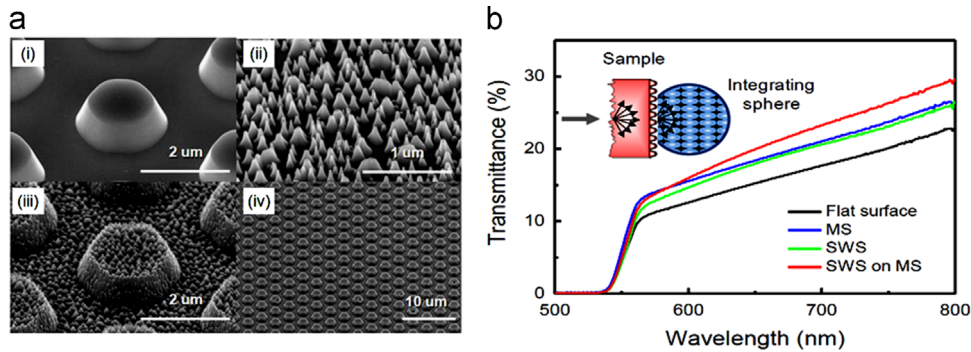 a
(i)
2 um
(ii)
1 um
(iii)
2 um
(iv)
10 um
b
Transmittance (%)
30
20
10
0
Sample
Integrating
sphere
Flat surface
MS
SWS
SWS on MS
500
600
700
800
Wavelength (nm)